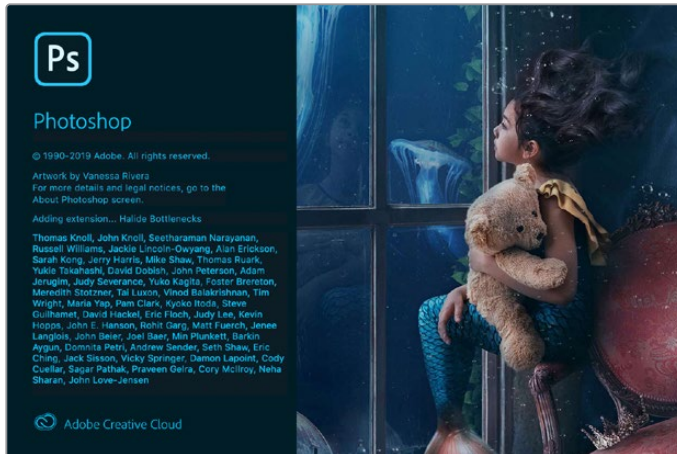 Ps
Photoshop
© 1990-2019 Adobe. All rights reserved.
Artwork by Vanessa Rivera
For more details and legal notices, go to the
About Photoshop screen.
Adding extension... Halide Bottlenecks
Thomas Knoll, John Knoll, Seetharaman Narayanan,
Russell Williams, Jackie Lincoln-Owyang, Alan Erickson,
Sarah Kong, Jerry Harris, Mike Shaw, Thomas Ruark,
Yukie Takahashi, David Dobish, John Peterson, Adam
Jerugim, Judy Severance, Yuko Kagita, Foster Brereton,
Meredith Stotzner, Tai Luxon, Vinod Balakrishnan, Tim
Wright, Maria Yap, Pam Clark, Kyoko Itoda, Steve
Guilhamet, David Hackel, Eric Floch, Judy Lee, Kevin
Hopps, John E. Hanson, Rohit Garg, Matt Fuerch, Jenee
Langlois, John Beier, Joel Baer, Min Plunkett, Barkin
Aygun, Domnita Petri, Andrew Sender, Seth Shaw, Eric
Ching, Jack Sisson, Vicky Springer, Damon Lapoint, Cody
Cuellar, Sagar Pathak, Praveen Gelra, Cory McIlroy, Neha
Sharan, John Love-Jensen
Adobe Creative Cloud